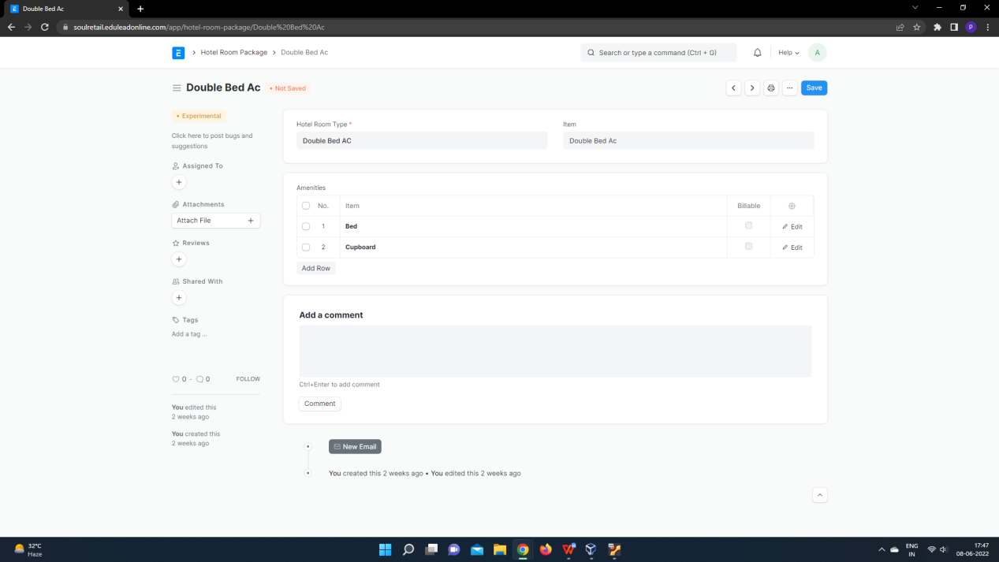 Double Bed Ac
soulretail.eduleadonline.com/app/hotel-room-package/Double%20Bed%20Ac
P
E
Hotel Room Package
Double Bed Ac
Search or type a command (Ctrl + G)
Help
A
Double Bed Ac
• Not Saved
Save
• Experimental
Click here to post bugs and
suggestions
Assigned To
Attachments
Attach File
Reviews
Shared With
Tags
Add a tag ...
0 · 0
FOLLOW
You edited this
2 weeks ago
You created this
2 weeks ago
Hotel Room Type *
Double Bed AC
Item
Double Bed Ac
Amenities
No.
Item
Billable
1
Bed
Edit
2
Cupboard
Edit
Add Row
Add a comment
Ctrl+Enter to add comment
Comment
New Email
You created this 2 weeks ago • You edited this 2 weeks ago
32°C
Haze
ENG
IN
17:47
08-06-2022